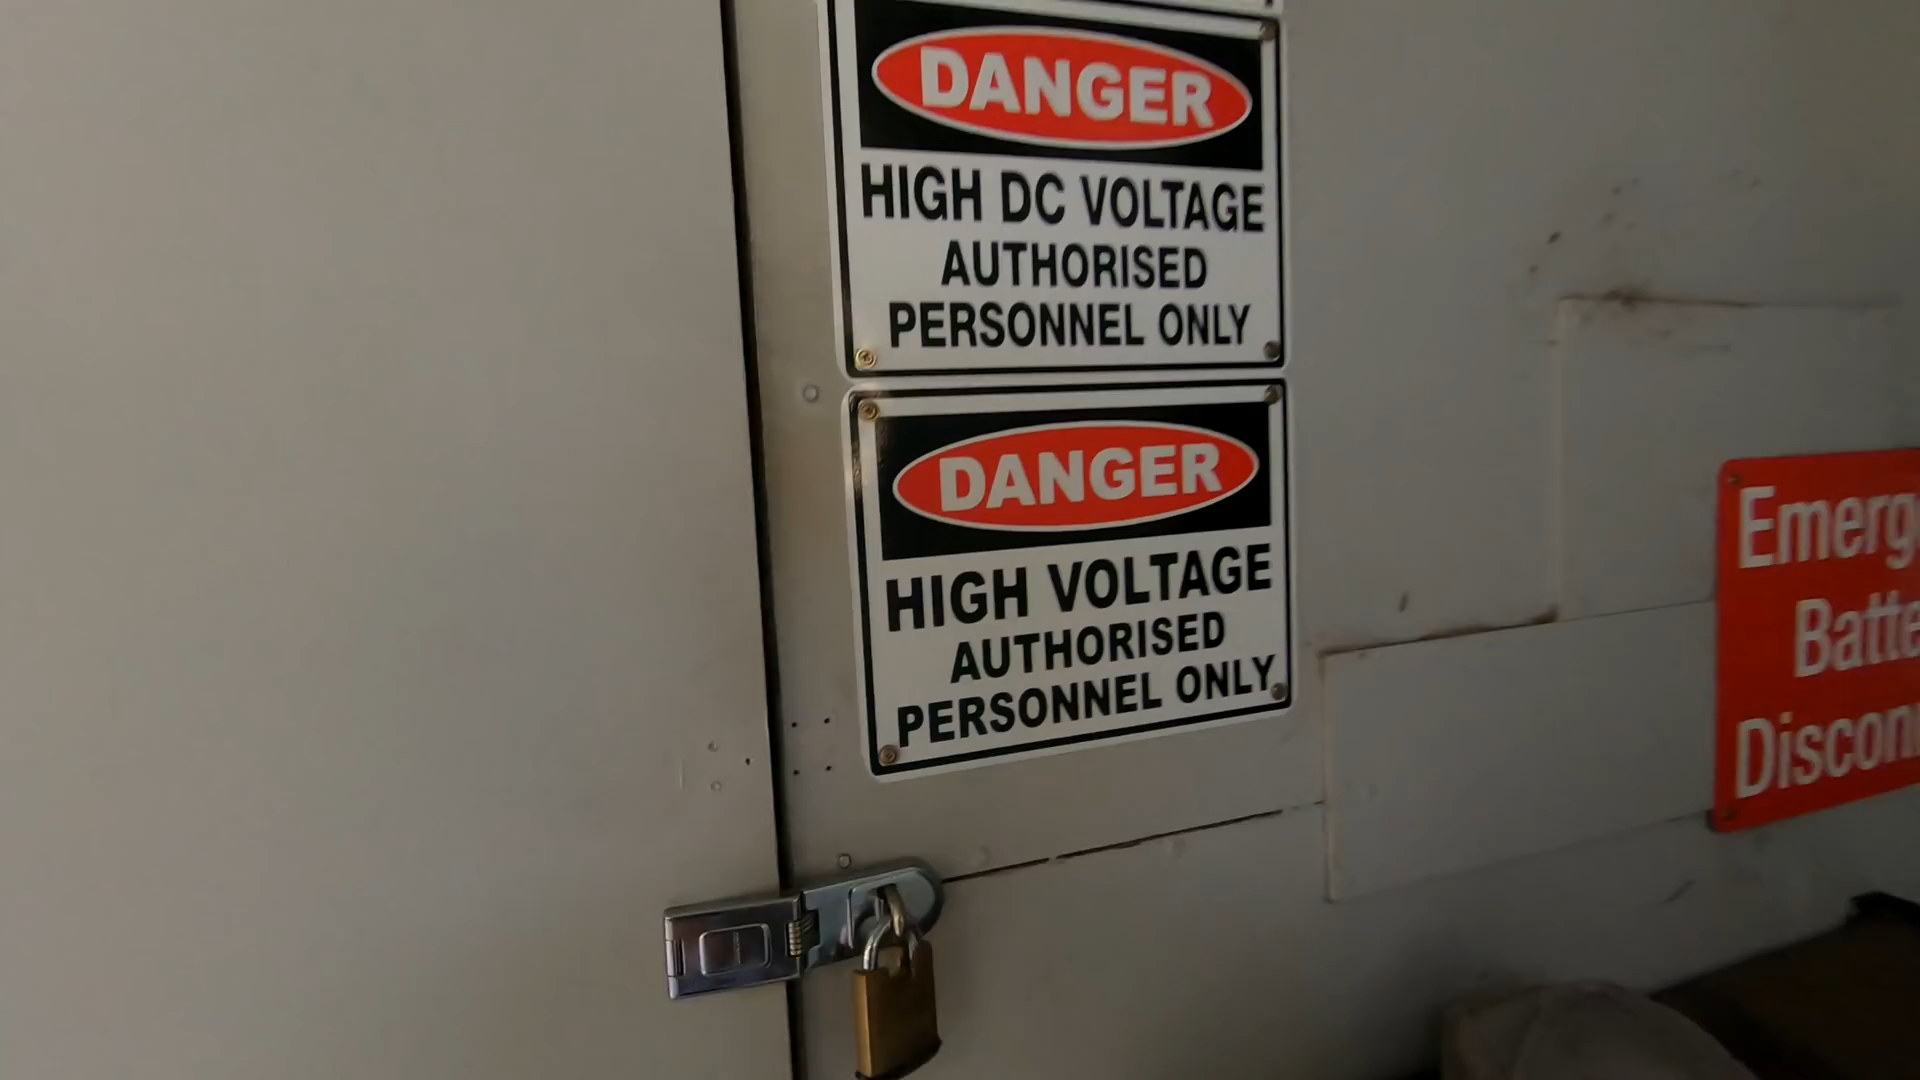 DANGER
HIGH DC VOLTAGE
AUTHORISED
PERSONNEL ONLY
DANGER
HIGH VOLTAGE
AUTHORISED
PERSONNEL ONLY